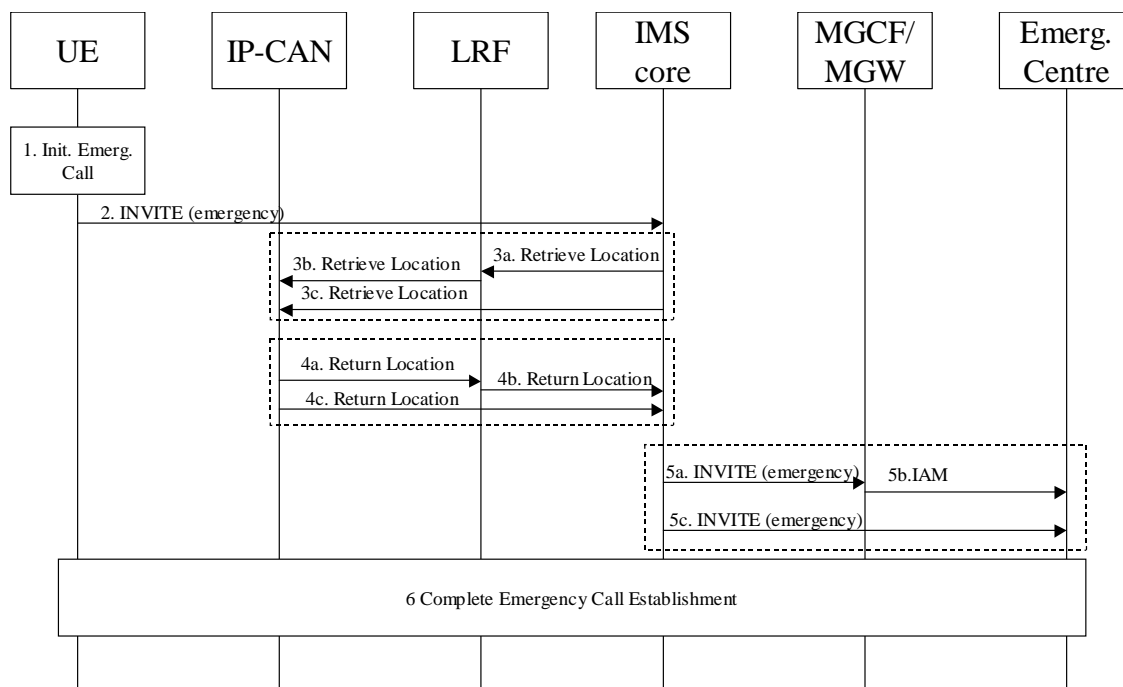 UE
IP-CAN
LRF
IMS
core
MGCF/
MGW
Emerg.
Centre
1. Init. Emerg.
Call
2. INVITE (emergency)
3a. Retrieve Location
3b. Retrieve Location
3c. Retrieve Location
4a. Return Location
4b. Return Location
4c. Return Location
5a. INVITE (emergency)
5b.IAM
5c. INVITE (emergency)
6 Complete Emergency Call Establishment